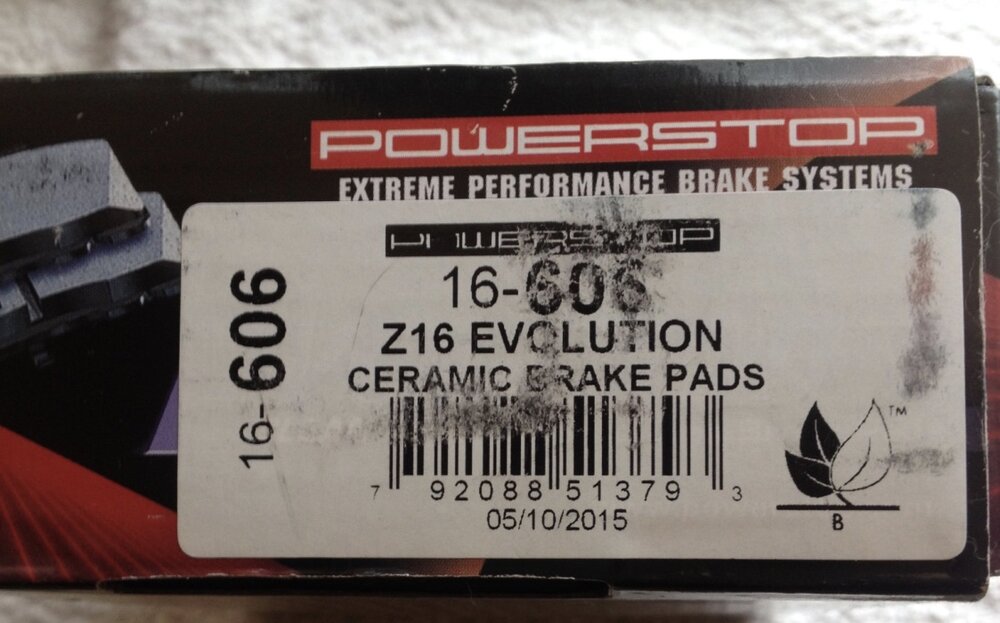 POWERSTOP
EXTREME PERFORMANCE BRAKE SYSTEMS
POWERSTOP
16-606
Z16 EVOLUTION
CERAMIC BRAKE PADS
7 92088 51379 3
05/10/2015
16-606
TM
B